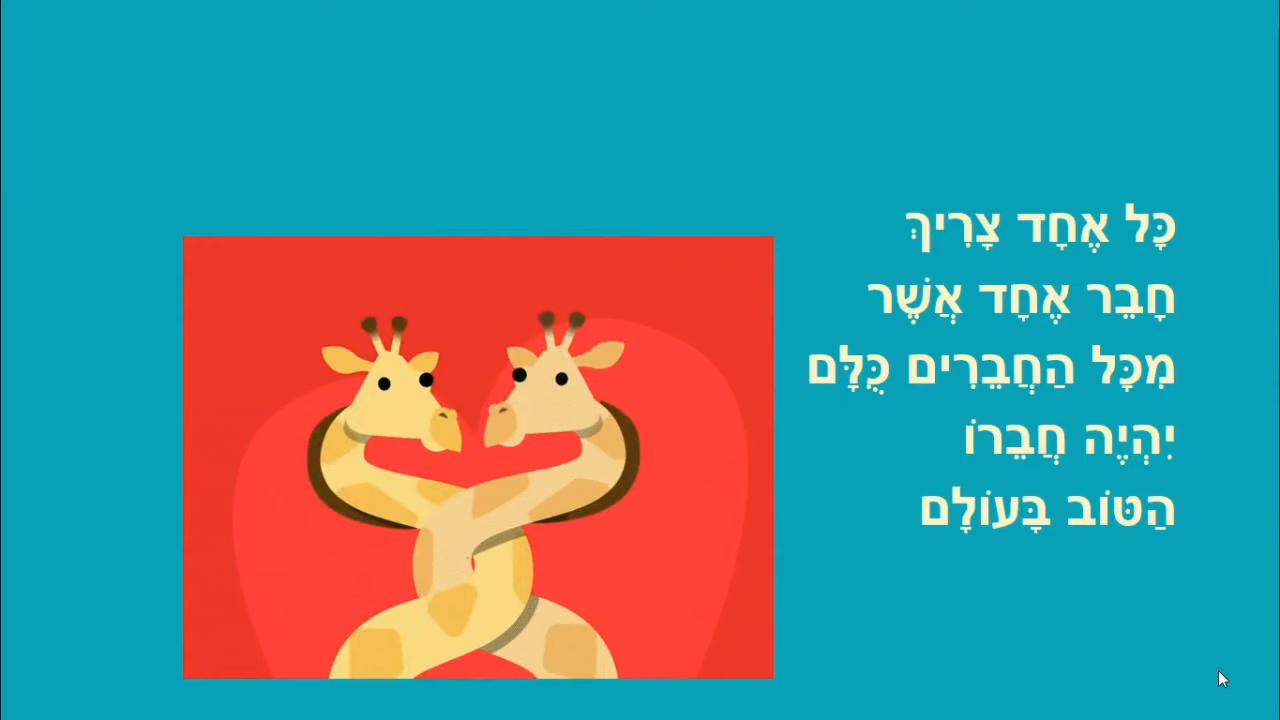 כָּל אֶחָד צָרִיךְ
חָבֵר אֶחָד אֲשֶׁר
מִכָּל הַחֲבֵרִים כֻּלָּם
יִהְיֶה חֲבֵרוֹ
הַטּוֹב בָּעוֹלָם